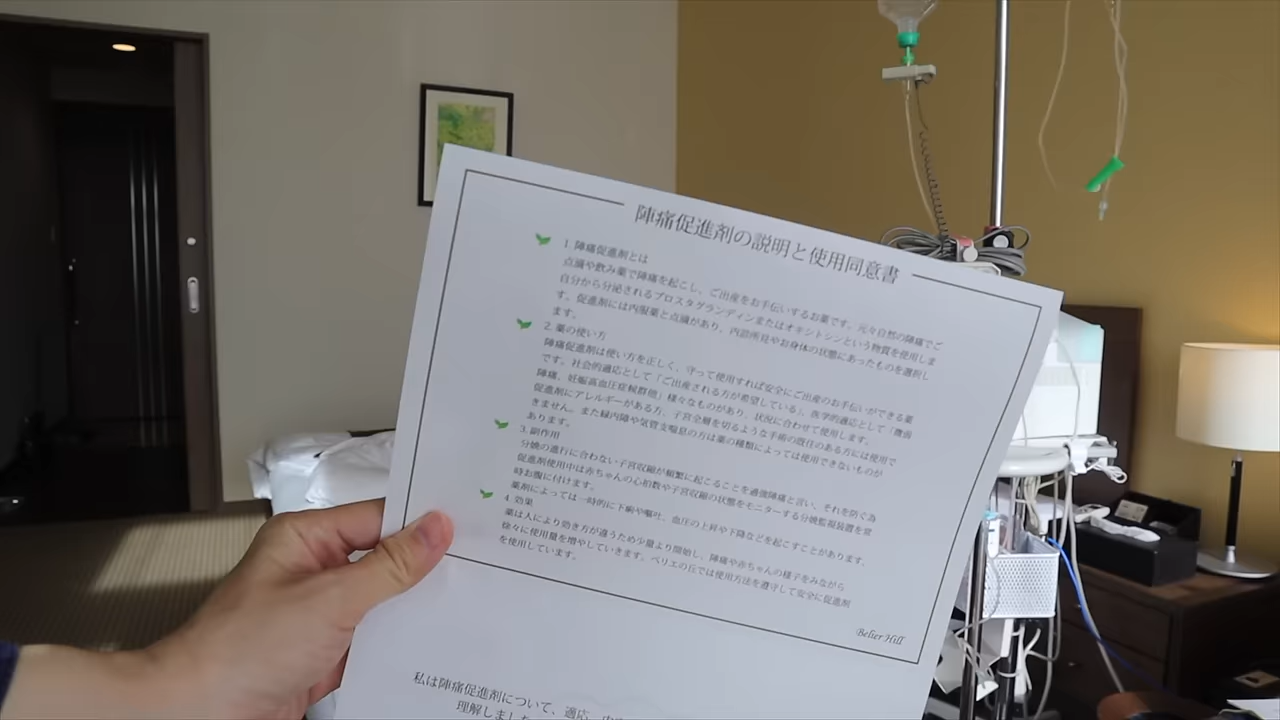 陣痛促進剤の説明と使用同意書
1. 陣痛促進剤とは
点滴や飲み薬で陣痛を起こし、ご出産をお手伝いするお薬です。元々自然の陣痛でご
自分から分泌されるプロスタグランディンまたはオキシトシンという物質を使用しま
す。促進剤には内服薬と点滴があり、内診所見やお身体の状態にあったものを選択し
ます。
2. 薬の使い方
陣痛促進剤は使い方を正しく、守って使用すれば安全にご出産のお手伝いができる薬
です。社会的適応として「ご出産される方が希望している」、医学的適応として「微弱
陣痛、妊娠高血圧症候群他」様々なものがあり、状況に合わせて使用します。
促進剤にアレルギーがある方、子宮全層を切るような手術の既往のある方には使用で
きません。また緑内障や気管支喘息の方は薬の種類によっては使用できないものが
あります。
3. 副作用
分娩の進行に合わない子宮収縮が頻繁に起こることを過強陣痛と言い、それを防ぐ為
促進剤使用中は赤ちゃんの心拍数や子宮収縮の状態をモニターする分娩監視装置を常
時お腹に付けます。
薬剤によっては一時的に下痢や嘔吐、血圧の上昇や下降などを起こすことがあります。
4. 効果
薬は人により効き方が違うため少量より開始し、陣痛や赤ちゃんの様子をみながら
徐々に使用量を増やしていきます。ベリエの丘では使用方法を遵守して安全に促進剤
を使用しています。
Belier Hill
私は陣痛促進剤について、適応、
理解しました